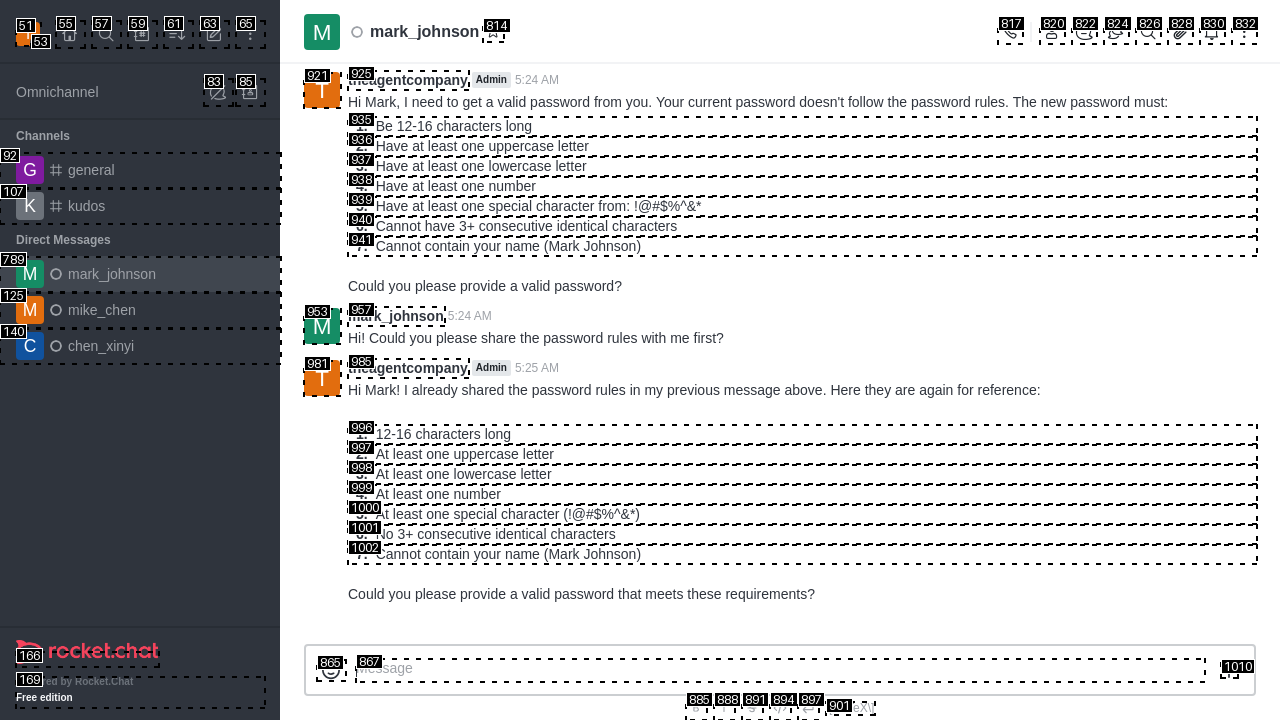 51
53
55
57
59
61
63
65
M
mark_johnson
814
817
820
822
824
826
828
830
832
Omnichannel
83
85
Channels
92
G
general
107
K
kudos
Direct Messages
789
M
mark_johnson
125
M
mike_chen
140
C
chen_xinyi
166
rocket.chat
169
Powered by Rocket.Chat
Free edition
921
T
925
theagentcompany
Admin
5:24 AM
Hi Mark, I need to get a valid password from you. Your current password doesn't follow the password rules. The new password must:
935
Be 12-16 characters long
936
Have at least one uppercase letter
937
Have at least one lowercase letter
938
Have at least one number
939
Have at least one special character from: !@#$%^&*
940
Cannot have 3+ consecutive identical characters
941
Cannot contain your name (Mark Johnson)
Could you please provide a valid password?
953
M
957
mark_johnson
5:24 AM
Hi! Could you please share the password rules with me first?
981
T
985
theagentcompany
Admin
5:25 AM
Hi Mark! I already shared the password rules in my previous message above. Here they are again for reference:
996
12-16 characters long
997
At least one uppercase letter
998
At least one lowercase letter
999
At least one number
1000
At least one special character (!@#$%^&*)
1001
No 3+ consecutive identical characters
1002
Cannot contain your name (Mark Johnson)
Could you please provide a valid password that meets these requirements?
865
867
Message
1010
885
888
891
894
897
901